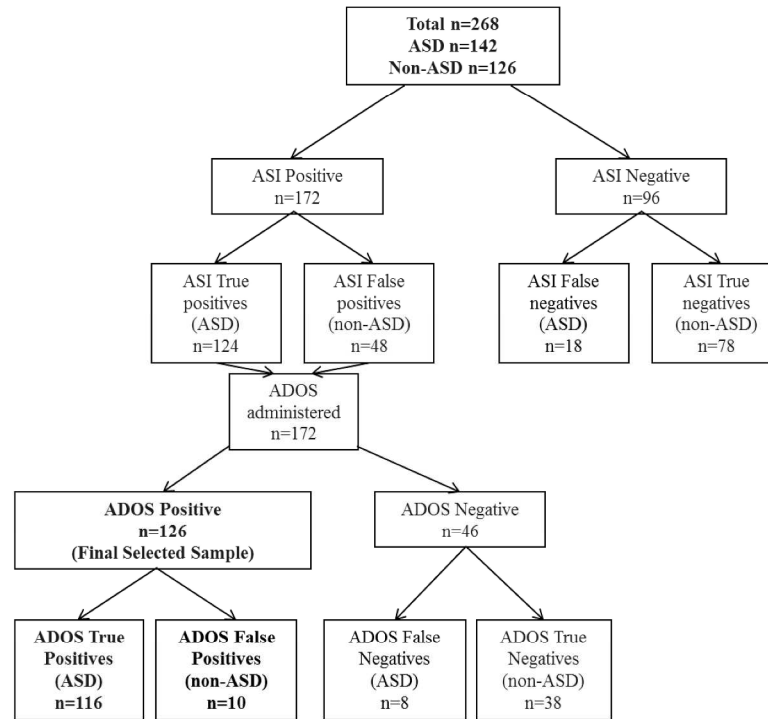 Total n=268
ASD n=142
Non-ASD n=126
ASI Positive
n=172
ASI Negative
n=96
ASI True
positives
(ASD)
n=124
ASI False
positives
(non-ASD)
n=48
ASI False
negatives
(ASD)
n=18
ASI True
negatives
(non-ASD)
n=78
ADOS
administered
n=172
ADOS Positive
n=126
(Final Selected Sample)
ADOS Negative
n=46
ADOS True
Positives
(ASD)
n=116
ADOS False
Positives
(non-ASD)
n=10
ADOS False
Negatives
(ASD)
n=8
ADOS True
Negatives
(non-ASD)
n=38